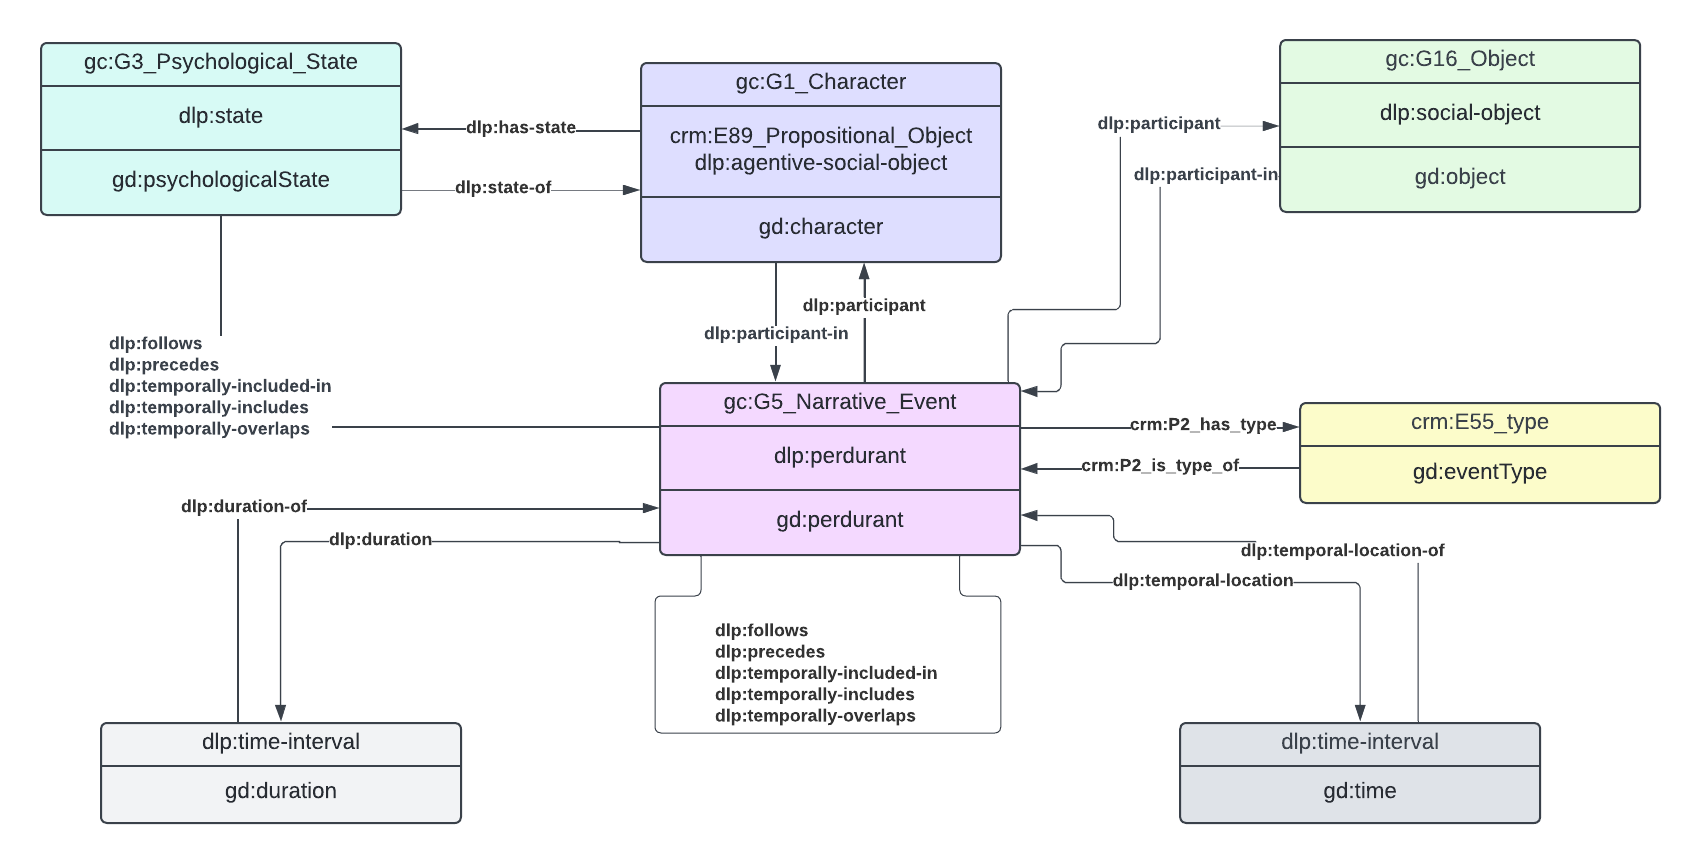 gc:G3_Psychological_State
dlp:state
gd:psychologicalState
gc:G1_Character
crm:E89_Propositional_Object
dlp:agentive-social-object
gd:character
gc:G16_Object
dlp:social-object
gd:object
dlp:has-state
dlp:state-of
dlp:participant
dlp:participant-in
dlp:participant
dlp:participant-in
dlp:follows
dlp:precedes
dlp:temporally-included-in
dlp:temporally-includes
dlp:temporally-overlaps
gc:G5_Narrative_Event
dlp:perdurant
gd:perdurant
crm:P2_has_type
crm:P2_is_type_of
crm:E55_type
gd:eventType
dlp:duration-of
dlp:duration
dlp:temporal-location-of
dlp:temporal-location
dlp:follows
dlp:precedes
dlp:temporally-included-in
dlp:temporally-includes
dlp:temporally-overlaps
dlp:time-interval
gd:duration
dlp:time-interval
gd:time